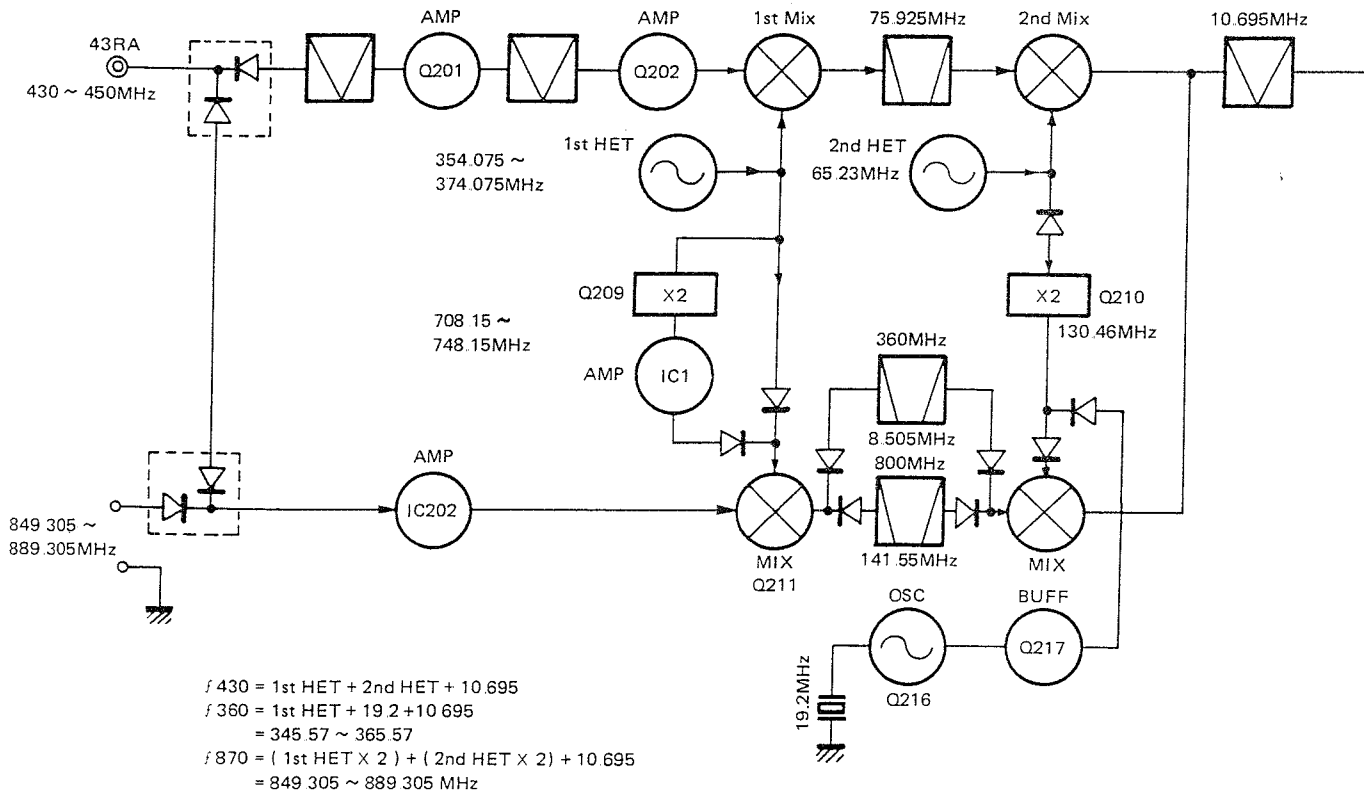 AMP
AMP
1st Mix
75.925MHz
2nd Mix
10.695MHz
43RA
430 ~ 450MHz
Q201
Q202
354.075 ~
374.075MHz
1st HET
2nd HET
65.23MHz
Q209
X2
X2
Q210
130.46MHz
708.15 ~
748.15MHz
AMP
IC1
360MHz
8.505MHz
800MHz
141.55MHz
AMP
IC202
849.305 ~
889.305MHz
MIX
Q211
MIX
OSC
BUFF
Q217
Q216
19.2MHz
f 430 = 1st HET + 2nd HET + 10.695
f 360 = 1st HET + 19.2 + 10.695
= 345.57 ~ 365.57
f 870 = ( 1st HET X 2 ) + ( 2nd HET X 2 ) + 10.695
= 849.305 ~ 889.305 MHz